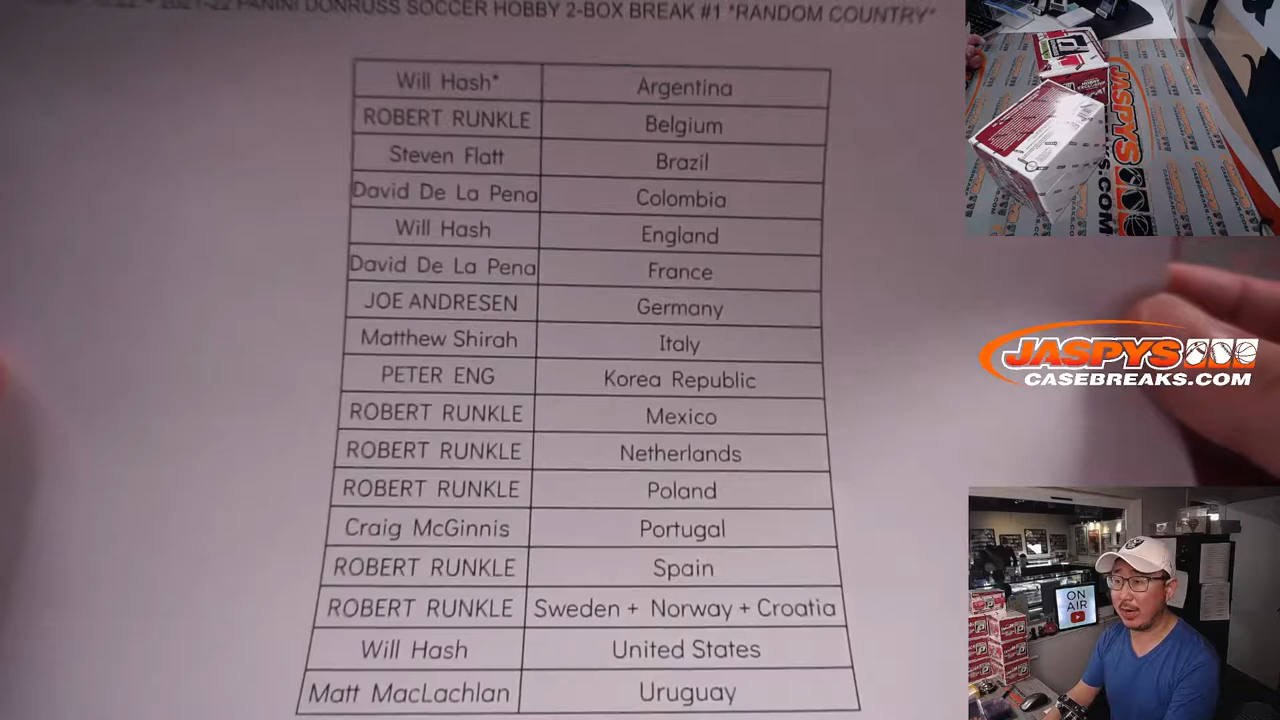 2021-22 PANINI DONRUSS SOCCER HOBBY 2-BOX BREAK #1 *RANDOM COUNTRY*
Will Hash* Argentina
ROBERT RUNKLE Belgium
Steven Flatt Brazil
David De La Pena Colombia
Will Hash England
David De La Pena France
JOE ANDRESEN Germany
Matthew Shirah Italy
PETER ENG Korea Republic
ROBERT RUNKLE Mexico
ROBERT RUNKLE Netherlands
ROBERT RUNKLE Poland
Craig McGinnis Portugal
ROBERT RUNKLE Spain
ROBERT RUNKLE Sweden + Norway + Croatia
Will Hash United States
Matt MacLachlan Uruguay
JASPYS
CASEBREAKS.COM
JASPYS
ON
AIR